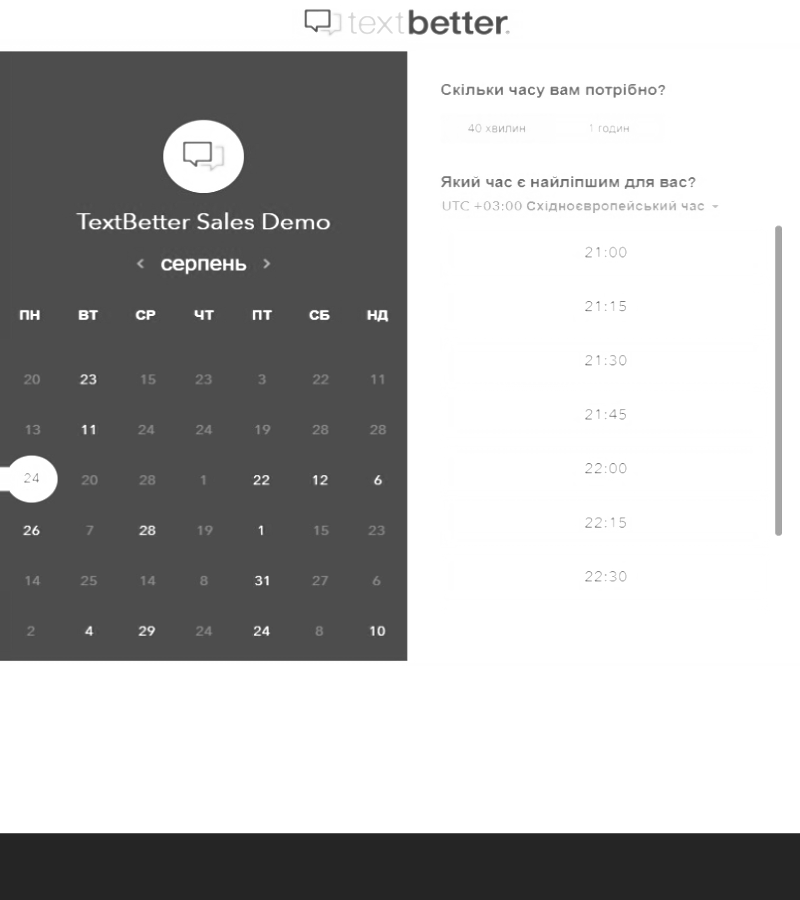 textbetter.
TextBetter Sales Demo
серпень
ПН ВТ СР ЧТ ПТ СБ НД
20 23 15 23 3 22 11
13 11 24 24 19 28 28
24 20 28 1 22 12 6
26 7 28 19 1 15 23
14 25 14 8 31 27 6
2 4 29 24 24 8 10
Скільки часу вам потрібно?
40 хвилин 1 годин
Який час є найліпшим для вас?
UTC +03:00 Східноєвропейський час
21:00
21:15
21:30
21:45
22:00
22:15
22:30